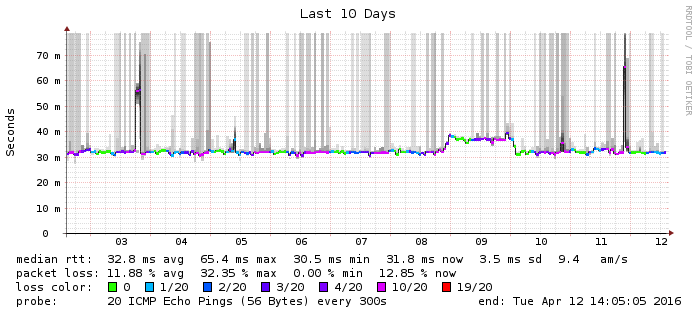 Last 10 Days
RRDTOOL / TOBI OETIKER
Seconds
70 m
60 m
50 m
40 m
30 m
20 m
10 m
0
03 04 05 06 07 08 09 10 11 12
median rtt: 32.8 ms avg 65.4 ms max 30.5 ms min 31.8 ms now 3.5 ms sd 9.4 am/s
packet loss: 11.88 % avg 32.35 % max 0.00 % min 12.85 % now
loss color: 0 1/20 2/20 3/20 4/20 10/20 19/20
probe: 20 ICMP Echo Pings (56 Bytes) every 300s end: Tue Apr 12 14:05:05 2016